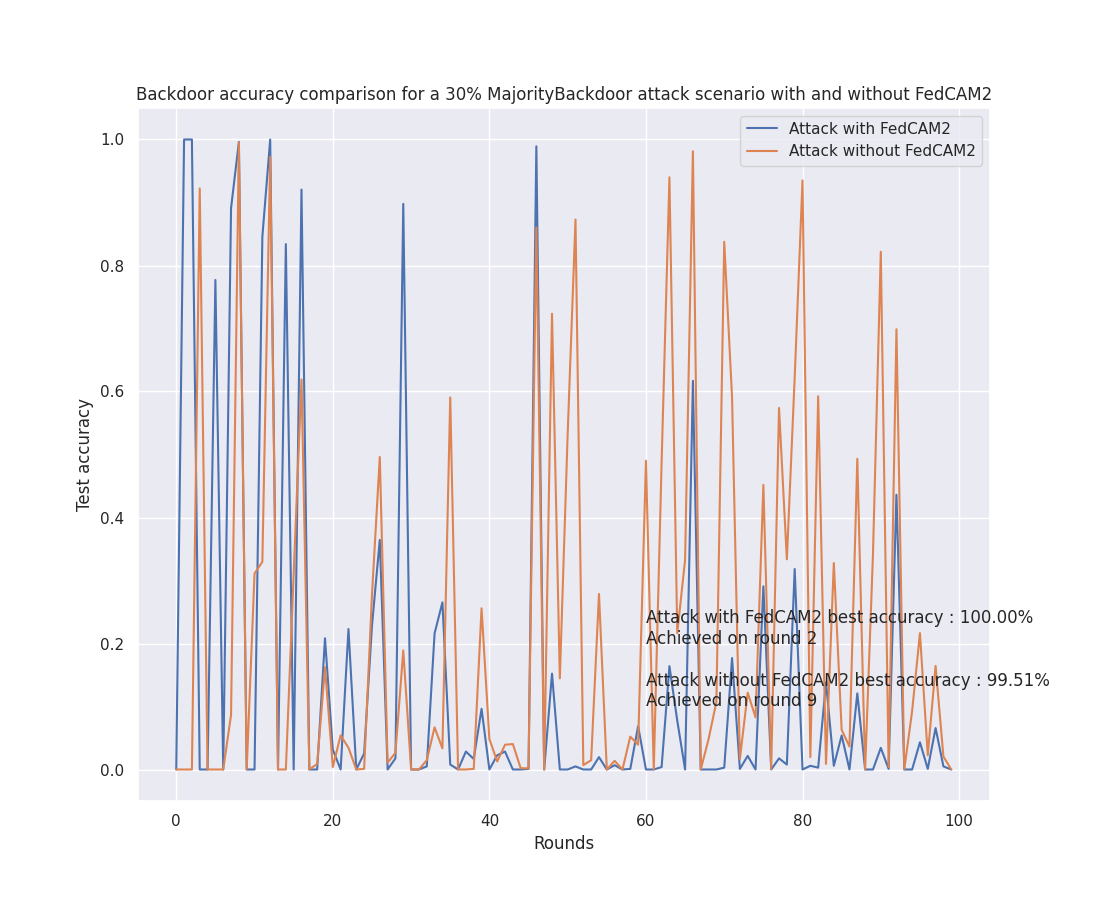 Backdoor accuracy comparison for a 30% MajorityBackdoor attack scenario with and without FedCAM2
Attack with FedCAM2
Attack without FedCAM2
1.0
0.8
0.6
0.4
0.2
0.0
Test accuracy
Attack with FedCAM2 best accuracy : 100.00%
Achieved on round 2
Attack without FedCAM2 best accuracy : 99.51%
Achieved on round 9
0 20 40 60 80 100
Rounds